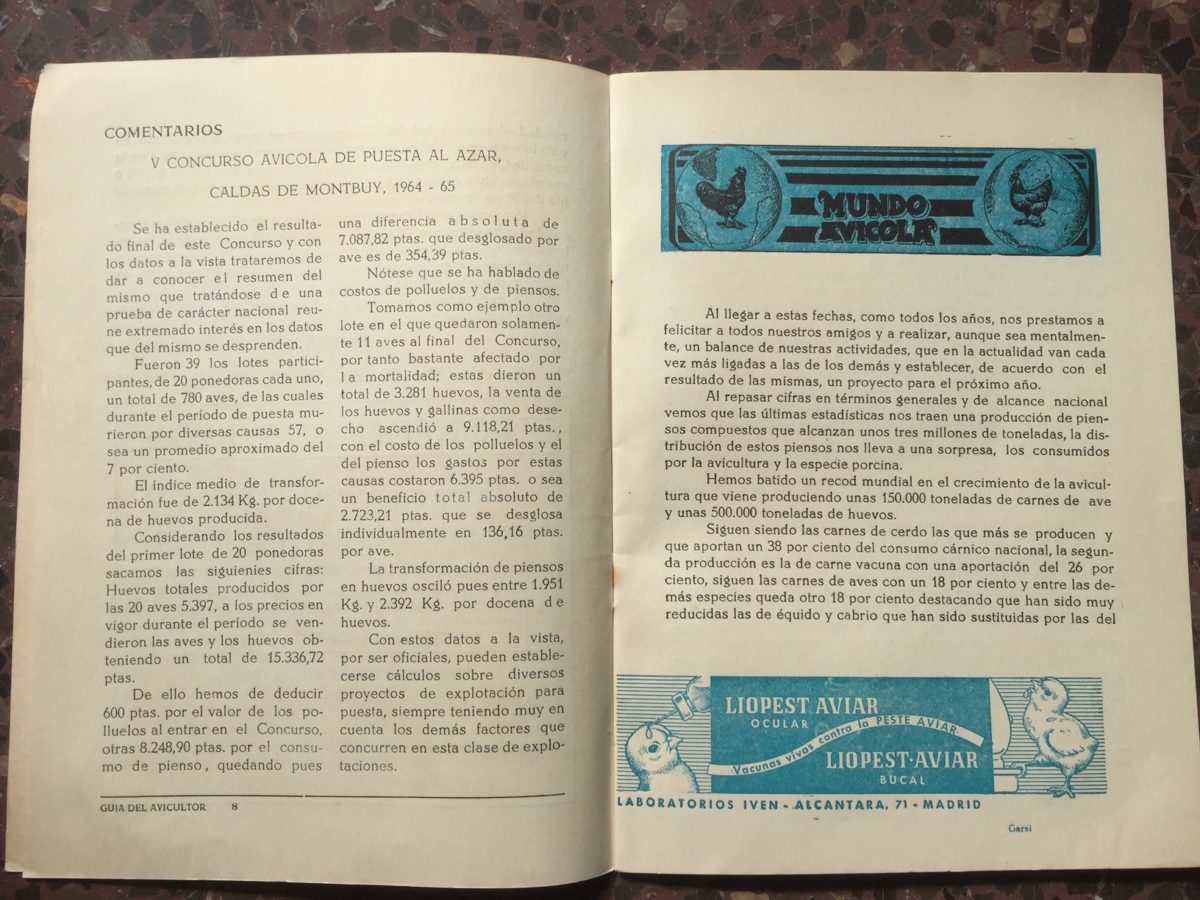 COMENTARIOS
V CONCURSO AVICOLA DE PUESTA AL AZAR,
CALDAS DE MONTBUY, 1964 - 65
Se ha establecido el resulta-
do final de este Concurso y con
los datos a la vista trataremos de
dar a conocer el resumen del
mismo que tratándose de una
prueba de carácter nacional reu-
ne extremado interés en los datos
que del mismo se desprenden.
Fueron 39 los lotes partici-
pantes, de 20 ponedoras cada uno,
un total de 780 aves, de las cuales
durante el período de puesta mu-
rieron por diversas causas 57, o
sea un promedio aproximado del
7 por ciento.
El índice medio de transfor-
mación fue de 2.134 Kg. por doce-
na de huevos producida.
Considerando los resultados
del primer lote de 20 ponedoras
sacamos las siguienies cifras:
Huevos totales producidos por
las 20 aves 5.397, a los precios en
vigor durante el período se ven-
dieron las aves y los huevos ob-
teniendo un total de 15.336,72
ptas.
De ello hemos de deducir
600 ptas. por el valor de los po-
lluelos al entrar en el Concurso,
otras 8.248,90 ptas. por el consu-
mo de pienso, quedando pues
una diferencia absoluta de
7.087,82 ptas. que desglosado por
ave es de 354,39 ptas.
Nótese que se ha hablado de
costos de polluelos y de piensos.
Tomamos como ejemplo otro
lote en el que quedaron solamen-
te 11 aves al final del Concurso,
por tanto bastante afectado por
la mortalidad; estas dieron un
total de 3.281 huevos, la venta de
los huevos y gallinas como dese-
cho ascendió a 9.118,21 ptas.,
con el costo de los polluelos y el
del pienso los gastos por estas
causas costaron 6.395 ptas. o sea
un beneficio total absoluto de
2.723,21 ptas. que se desglosa
individualmente en 136,16 ptas.
por ave.
La transformación de piensos
en huevos osciló pues entre 1.951
Kg. y 2.392 Kg. por docena de
huevos.
Con estos datos a la vista,
por ser oficiales, pueden estable-
cerse cálculos sobre diversos
proyectos de explotación para
puesta, siempre teniendo muy en
cuenta los demás factores que
concurren en esta clase de explo-
taciones.
GUIA DEL AVICULTOR 8
MUNDO
AVICOLA
Al llegar a estas fechas, como todos los años, nos prestamos a
felicitar a todos nuestros amigos y a realizar, aunque sea mentalmen-
te, un balance de nuestras actividades, que en la actualidad van cada
vez más ligadas a las de los demás y establecer, de acuerdo con el
resultado de las mismas, un proyecto para el próximo año.
Al repasar cifras en términos generales y de alcance nacional
vemos que las últimas estadísticas nos traen una producción de pien-
sos compuestos que alcanzan unos tres millones de toneladas, la dis-
tribución de estos piensos nos lleva a una sorpresa, los consumidos
por la avicultura y la especie porcina.
Hemos batido un recod mundial en el crecimiento de la avicul-
tura que viene produciendo unas 150.000 toneladas de carnes de ave
y unas 500.000 toneladas de huevos.
Siguen siendo las carnes de cerdo las que más se producen y
que aportan un 38 por ciento del consumo cárnico nacional, la segun-
da producción es la de carne vacuna con una aportación del 26 por
ciento, siguen las carnes de aves con un 18 por ciento y entre las de-
más especies queda otro 18 por ciento destacando que han sido muy
reducidas las de équido y cabrio que han sido sustituidas por las del
LIOPEST AVIAR
OCULAR
Vacunas vivas contra la PESTE AVIAR
LIOPEST-AVIAR
BUCAL
LABORATORIOS IVEN - ALCANTARA, 71 - MADRID
Garsi